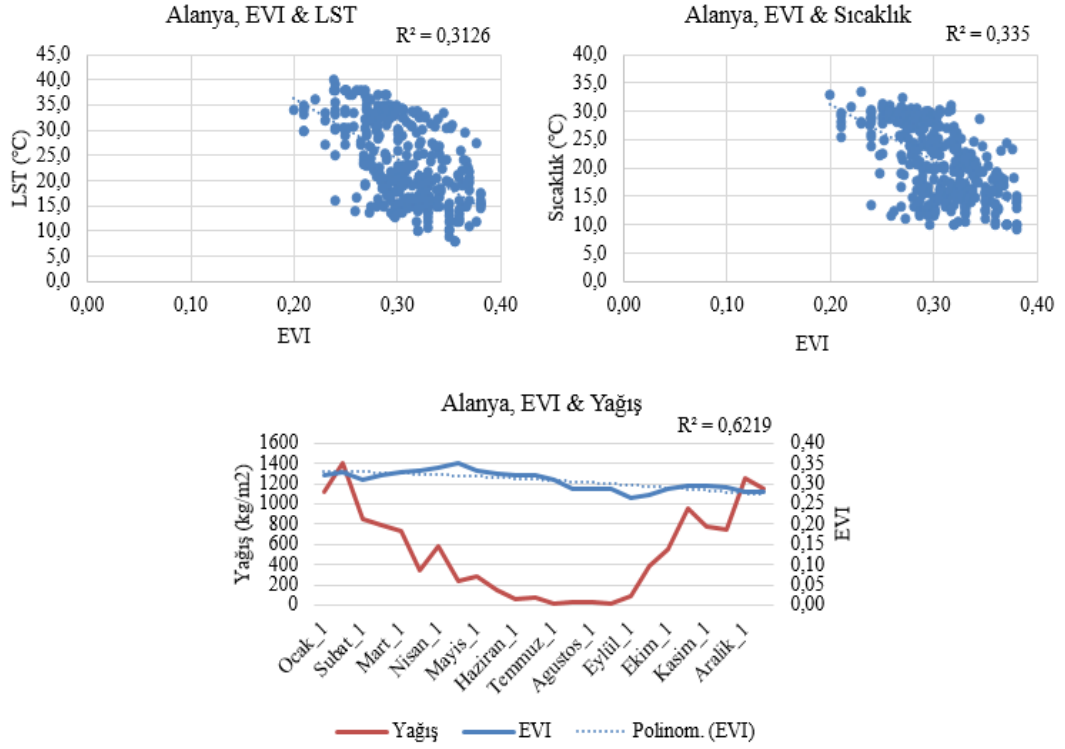 Alanya, EVI & LST
R² = 0,3126
45,0
40,0
35,0
30,0
25,0
20,0
15,0
10,0
5,0
0,0
LST (°C)
0,00 0,10 0,20 0,30 0,40
EVI
Alanya, EVI & Sıcaklık
R² = 0,335
40,0
35,0
30,0
25,0
20,0
15,0
10,0
5,0
0,0
Sıcaklık (°C)
0,00 0,10 0,20 0,30 0,40
EVI
Alanya, EVI & Yağış
R² = 0,6219
1600
1400
1200
1000
800
600
400
200
0
Yağış (kg/m2)
0,40
0,35
0,30
0,25
0,20
0,15
0,10
0,05
0,00
EVI
Ocak_1
Subat_1
Mart_1
Nisan_1
Mayis_1
Haziran_1
Temmuz_1
Agustos_1
Eylül_1
Ekim_1
Kasim_1
Aralik_1
Yağış EVI Polinom. (EVI)